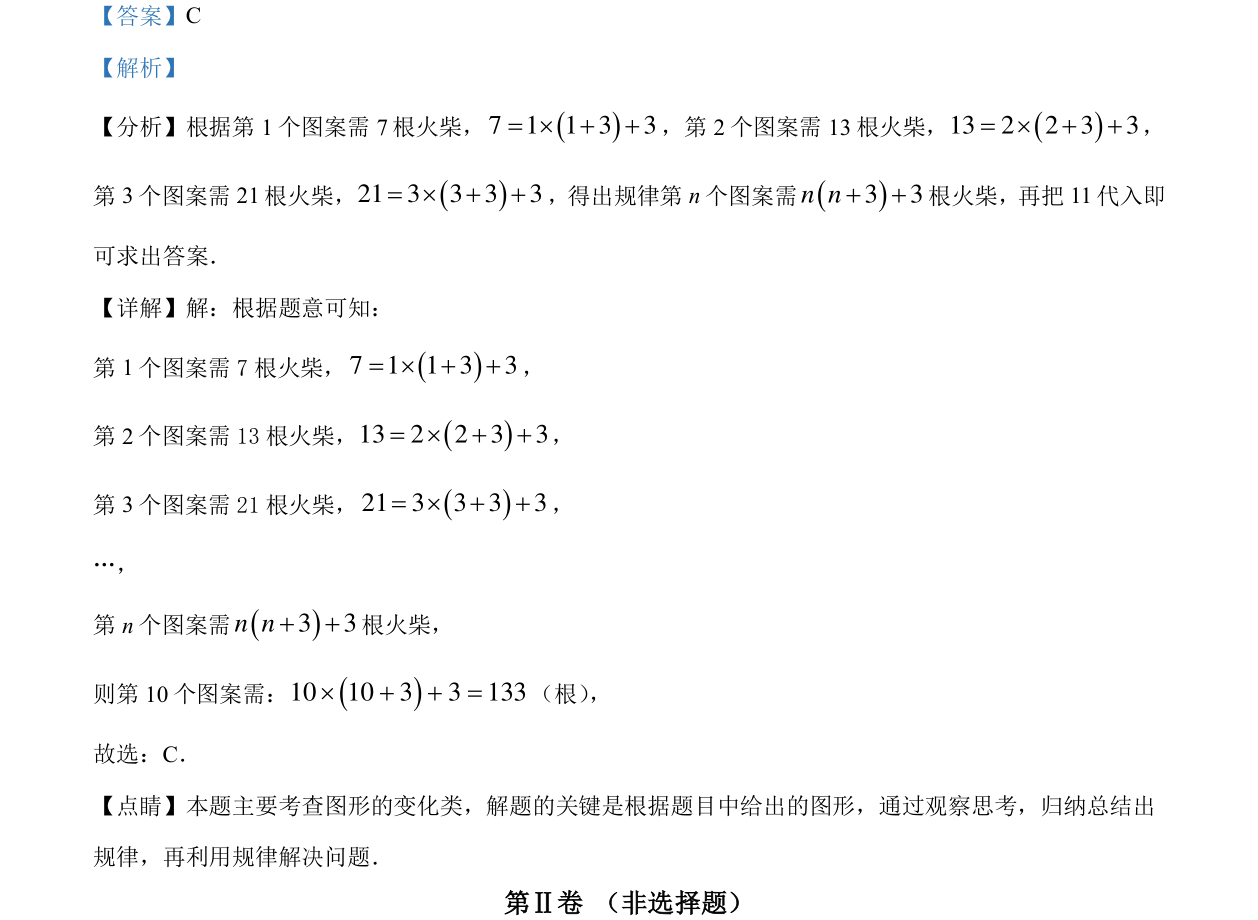 【答案】C
【解析】
【分析】根据第 1 个图案需 7 根火柴，7=1×(1+3)+3，第 2 个图案需 13 根火柴，13=2×(2+3)+3，
第 3 个图案需 21 根火柴，21=3×(3+3)+3，得出规律第 n 个图案需 n(n+3)+3 根火柴，再把 11 代入即
可求出答案．
【详解】解：根据题意可知：
第 1 个图案需 7 根火柴，7=1×(1+3)+3，
第 2 个图案需 13 根火柴，13=2×(2+3)+3，
第 3 个图案需 21 根火柴，21=3×(3+3)+3，
…，
第 n 个图案需 n(n+3)+3 根火柴，
则第 10 个图案需：10×(10+3)+3=133（根），
故选：C．
【点睛】本题主要考查图形的变化类，解题的关键是根据题目中给出的图形，通过观察思考，归纳总结出
规律，再利用规律解决问题．
第Ⅱ卷 （非选择题）